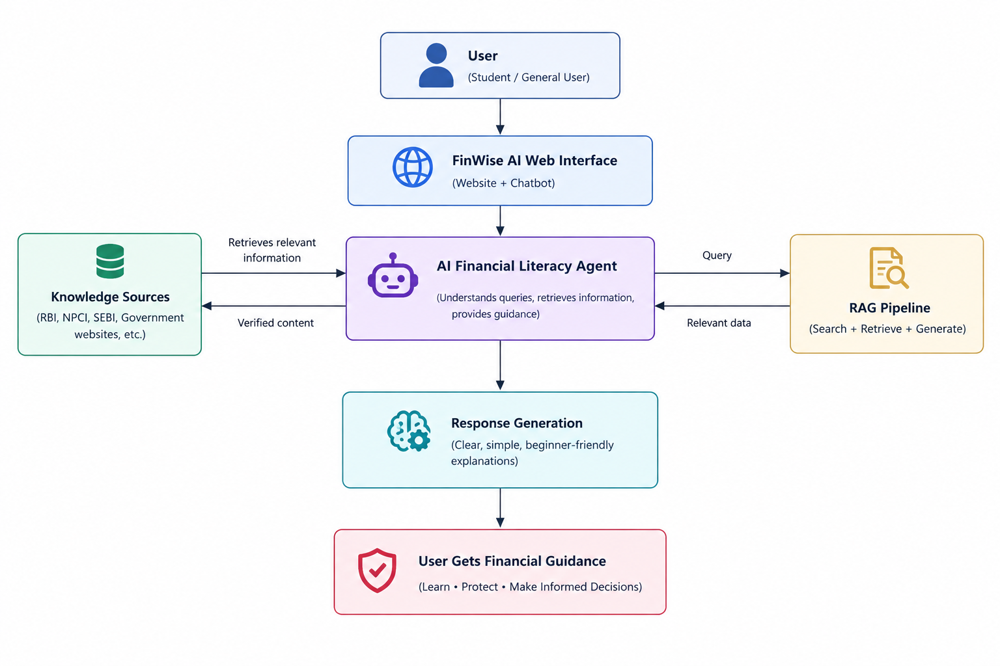 User
(Student / General User)
FinWise AI Web Interface
(Website + Chatbot)
Retrieves relevant
information
Verified content
Knowledge Sources
(RBI, NPCI, SEBI, Government
websites, etc.)
AI Financial Literacy Agent
(Understands queries, retrieves information,
provides guidance)
Query
Relevant data
RAG Pipeline
(Search + Retrieve + Generate)
Response Generation
(Clear, simple, beginner-friendly
explanations)
User Gets Financial Guidance
(Learn • Protect • Make Informed Decisions)